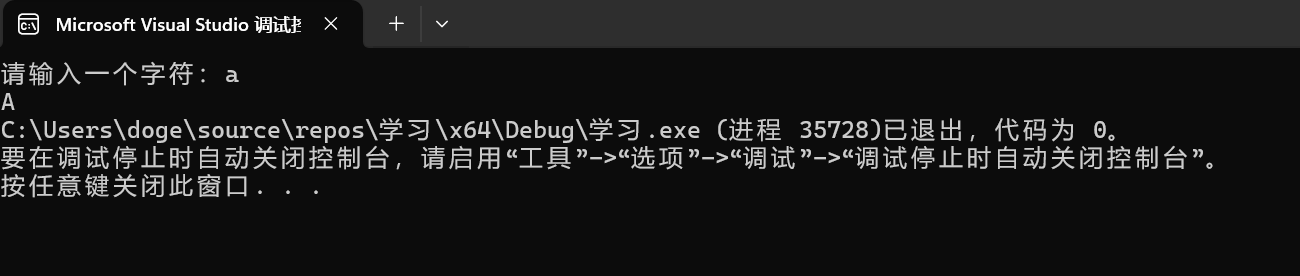 Microsoft Visual Studio 调试控
请输入一个字符：a
A
C:\Users\doge\source\repos\学习\x64\Debug\学习.exe (进程 35728)已退出，代码为 0。
要在调试停止时自动关闭控制台，请启用“工具”->“选项”->“调试”->“调试停止时自动关闭控制台”。
按任意键关闭此窗口. . .